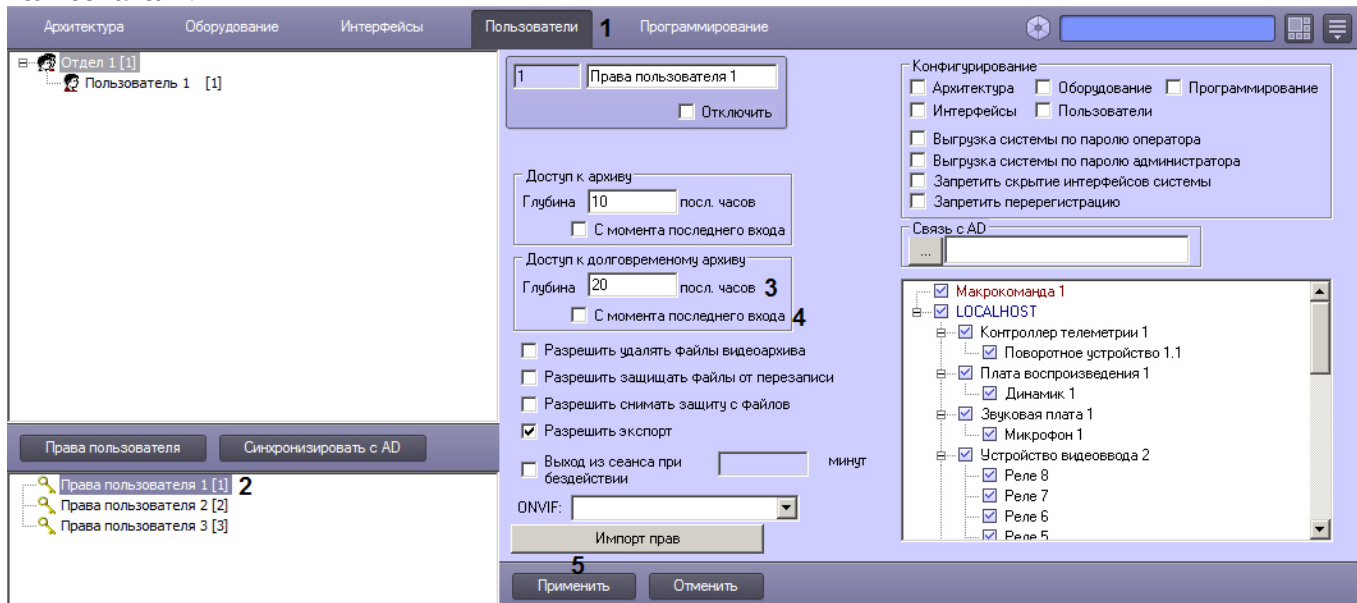 Архитектура Оборудование Интерфейсы Пользователи 1 Программирование
Отдел 1 [1]
Пользователь 1 [1]
Права пользователя Синхронизировать с AD
Права пользователя 1 [1] 2
Права пользователя 2 [2]
Права пользователя 3 [3]
1 Права пользователя 1
Отключить
Доступ к архиву
Глубина 10 посл. часов
С момента последнего входа
Доступ к долговременому архиву
Глубина 20 посл. часов 3
С момента последнего входа 4
Разрешить удалять файлы видеоархива
Разрешить защищать файлы от перезаписи
Разрешить снимать защиту с файлов
Разрешить экспорт
Выход из сеанса при минут
бездействии
ONVIF:
Импорт прав
5
Применить Отменить
Конфигурирование
Архитектура Оборудование Программирование
Интерфейсы Пользователи
Выгрузка системы по паролю оператора
Выгрузка системы по паролю администратора
Запретить скрытие интерфейсов системы
Запретить перерегистрацию
Связь с AD
...
Макрокоманда 1
LOCALHOST
Контроллер телеметрии 1
Поворотное устройство 1.1
Плата воспроизведения 1
Динамик 1
Звуковая плата 1
Микрофон 1
Устройство видеоввода 2
Реле 8
Реле 7
Реле 6
Реле 5